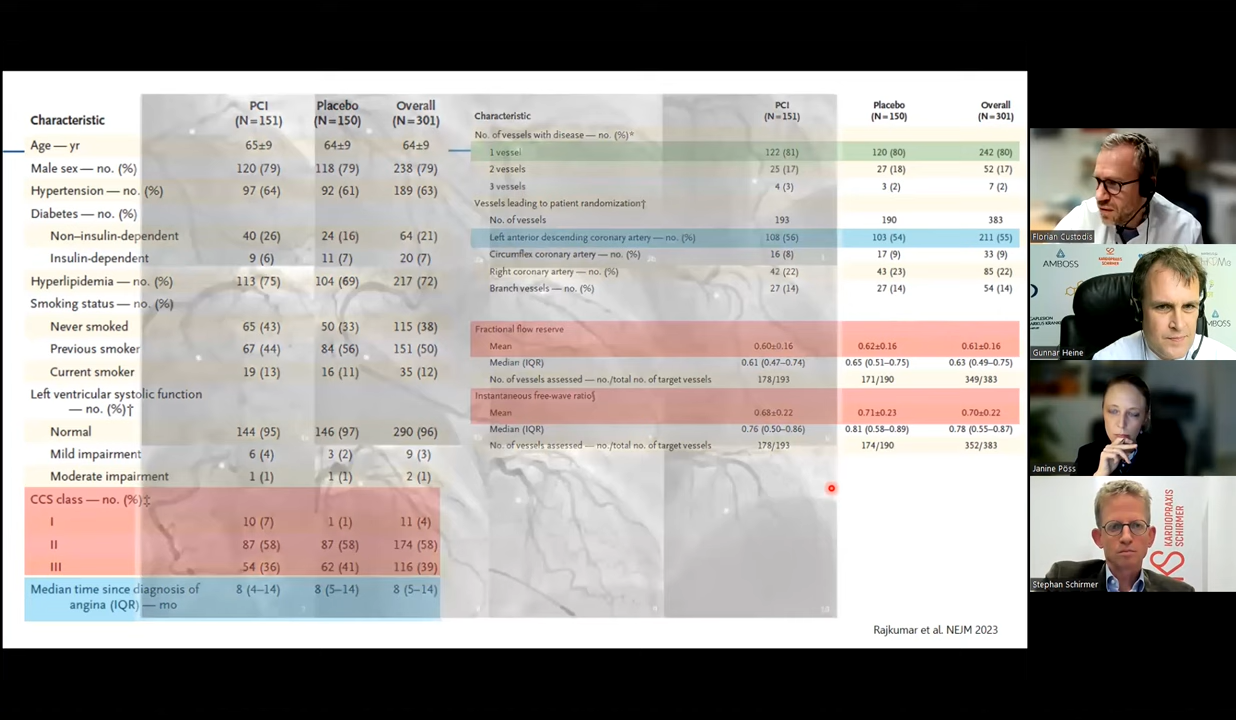 Characteristic PCI (N=151) Placebo (N=150) Overall (N=301)
Age — yr 65±9 64±9 64±9
Male sex — no. (%) 120 (79) 118 (79) 238 (79)
Hypertension — no. (%) 97 (64) 92 (61) 189 (63)
Diabetes — no. (%)
Non–insulin-dependent 40 (26) 24 (16) 64 (21)
Insulin-dependent 9 (6) 11 (7) 20 (7)
Hyperlipidemia — no. (%) 113 (75) 104 (69) 217 (72)
Smoking status — no. (%)
Never smoked 65 (43) 50 (33) 115 (38)
Previous smoker 67 (44) 84 (56) 151 (50)
Current smoker 19 (13) 16 (11) 35 (12)
Left ventricular systolic function
— no. (%)†
Normal 144 (95) 146 (97) 290 (96)
Mild impairment 6 (4) 3 (2) 9 (3)
Moderate impairment 1 (1) 1 (1) 2 (1)
CCS class — no. (%)‡
I 10 (7) 1 (1) 11 (4)
II 87 (58) 87 (58) 174 (58)
III 54 (36) 62 (41) 116 (39)
Median time since diagnosis of 8 (4–14) 8 (5–14) 8 (5–14)
angina (IQR) — mo
Characteristic PCI (N=151) Placebo (N=150) Overall (N=301)
No. of vessels with disease — no. (%)*
1 vessel 122 (81) 120 (80) 242 (80)
2 vessels 25 (17) 27 (18) 52 (17)
3 vessels 4 (3) 3 (2) 7 (2)
Vessels leading to patient randomization†
No. of vessels 193 190 383
Left anterior descending coronary artery — no. (%) 108 (56) 103 (54) 211 (55)
Circumflex coronary artery — no. (%) 16 (8) 17 (9) 33 (9)
Right coronary artery — no. (%) 42 (22) 43 (23) 85 (22)
Branch vessels — no. (%) 27 (14) 27 (14) 54 (14)
Fractional flow reserve
Mean 0.60±0.16 0.62±0.16 0.61±0.16
Median (IQR) 0.61 (0.47–0.74) 0.65 (0.51–0.75) 0.63 (0.49–0.75)
No. of vessels assessed — no./total no. of target vessels 178/193 171/190 349/383
Instantaneous free-wave ratio§
Mean 0.68±0.22 0.71±0.23 0.70±0.22
Median (IQR) 0.76 (0.50–0.86) 0.81 (0.58–0.89) 0.78 (0.55–0.87)
No. of vessels assessed — no./total no. of target vessels 178/193 174/190 352/383
Rajkumar et al. NEJM 2023
Florian Custodis
AMBOSS
KARDIOPRAXIS
SCHIRMER
AMBOSS
Gunnar Heine
Janine Pöss
KARDIOPRAXIS
SCHIRMER
KS
Stephan Schirmer